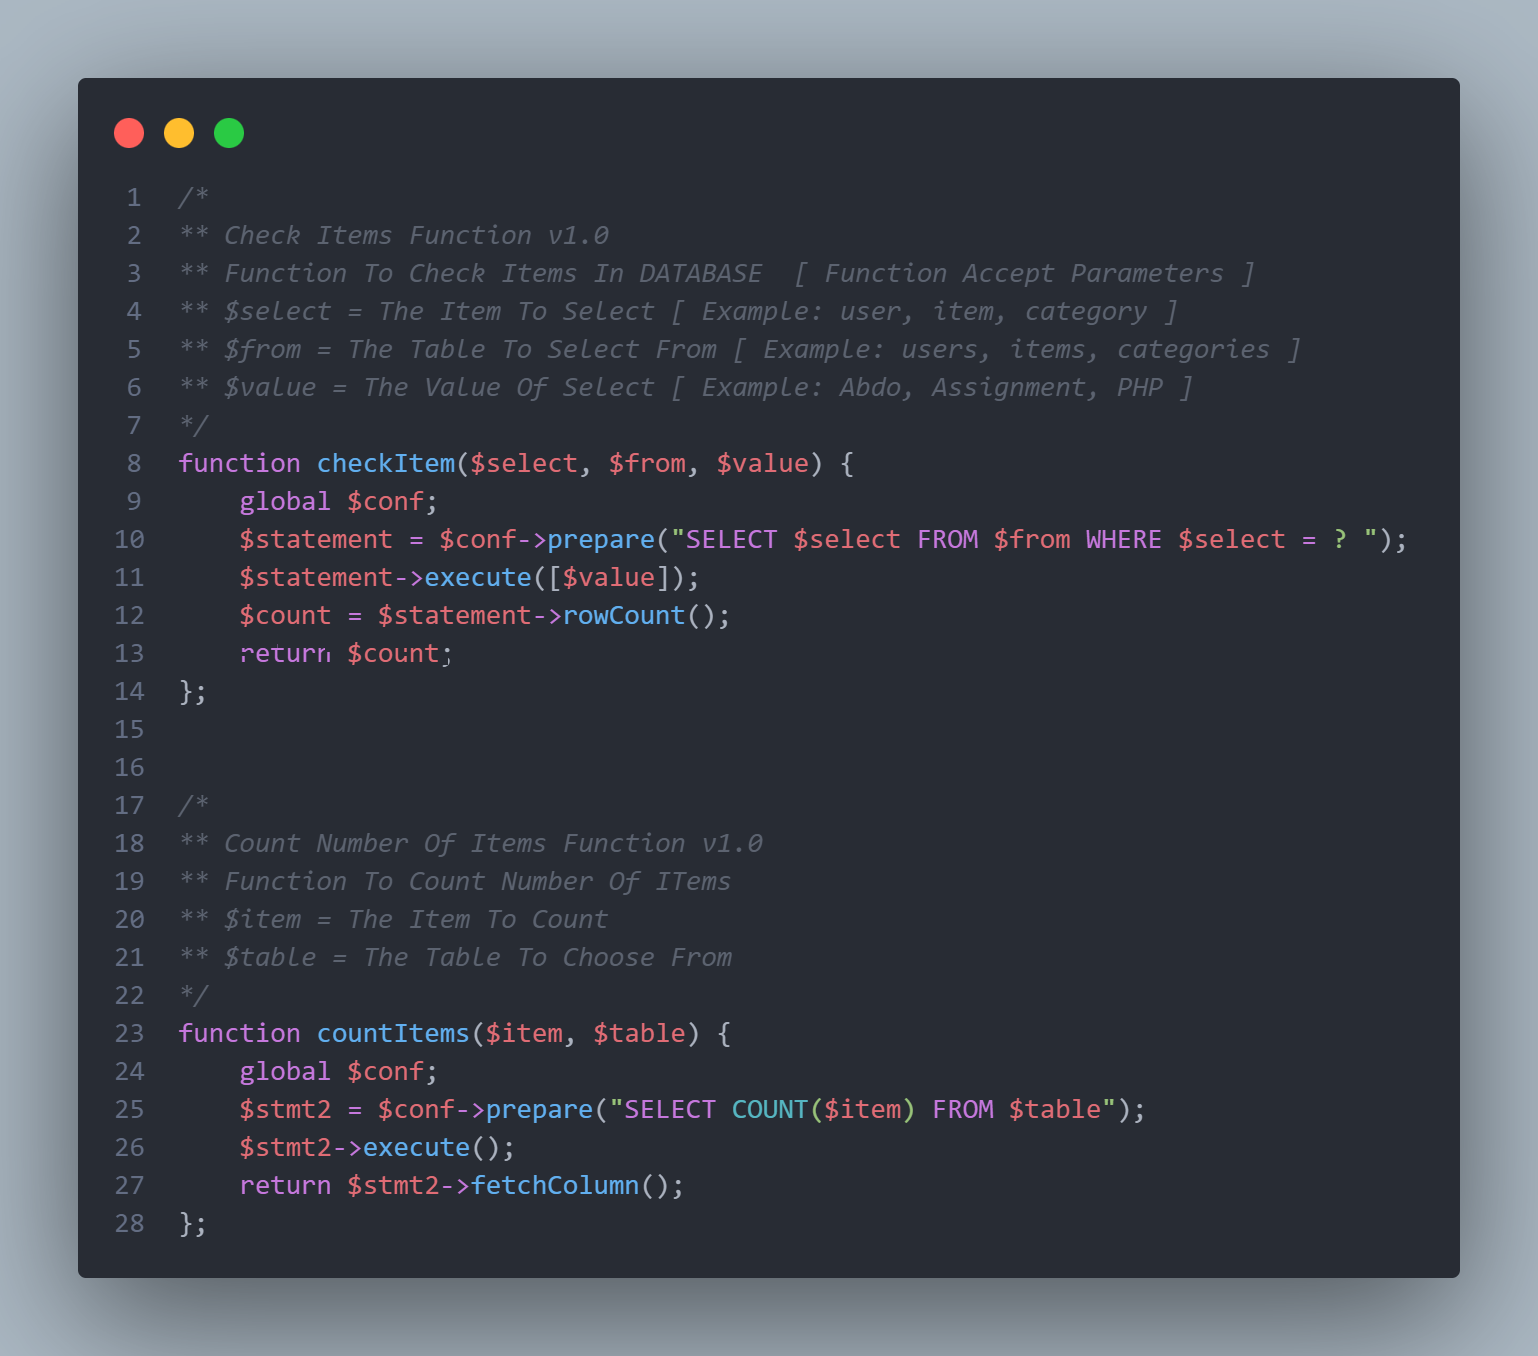 1 /*
2 ** Check Items Function v1.0
3 ** Function To Check Items In DATABASE  [ Function Accept Parameters ]
4 ** $select = The Item To Select [ Example: user, item, category ]
5 ** $from = The Table To Select From [ Example: users, items, categories ]
6 ** $value = The Value Of Select [ Example: Abdo, Assignment, PHP ]
7 */
8 function checkItem($select, $from, $value) {
9     global $conf;
10     $statement = $conf->prepare("SELECT $select FROM $from WHERE $select = ? ");
11     $statement->execute([$value]);
12     $count = $statement->rowCount();
13     return $count;
14 };
15
16
17 /*
18 ** Count Number Of Items Function v1.0
19 ** Function To Count Number Of ITems
20 ** $item = The Item To Count
21 ** $table = The Table To Choose From
22 */
23 function countItems($item, $table) {
24     global $conf;
25     $stmt2 = $conf->prepare("SELECT COUNT($item) FROM $table");
26     $stmt2->execute();
27     return $stmt2->fetchColumn();
28 };